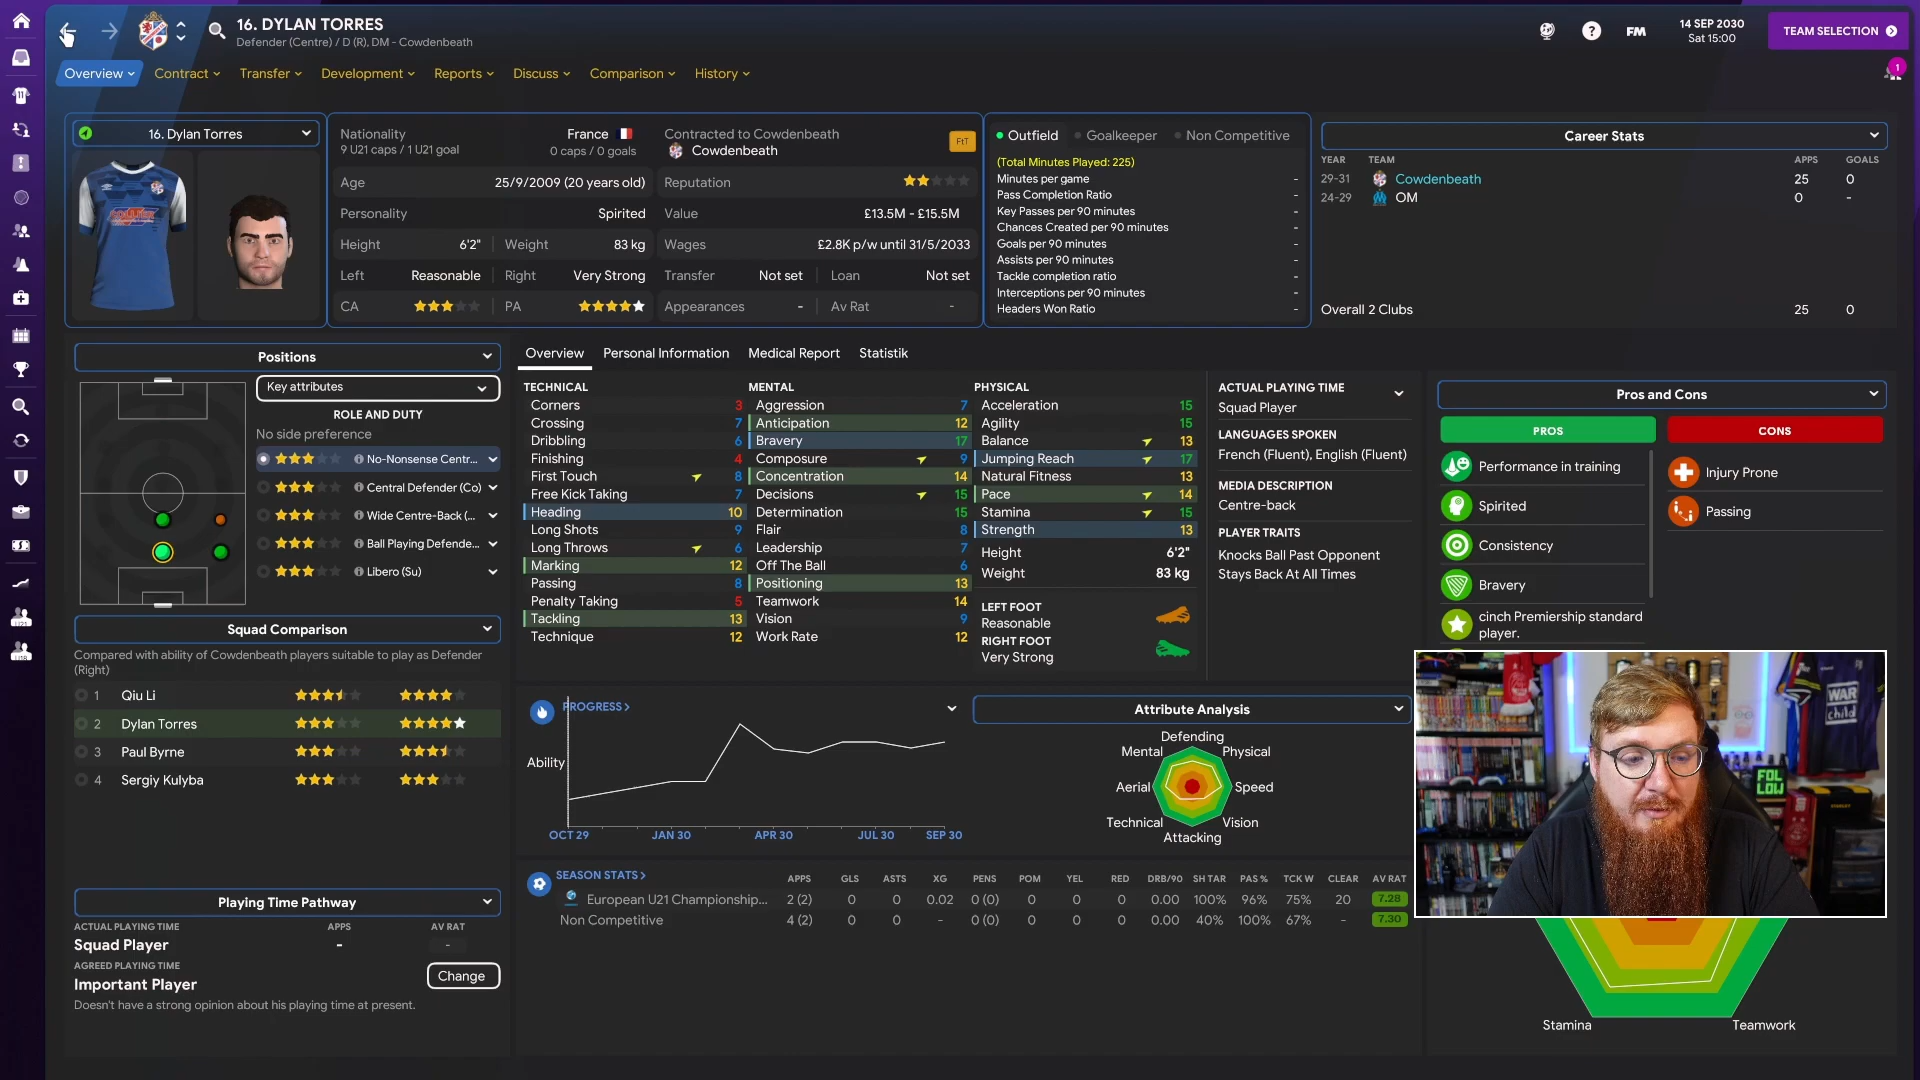 16. DYLAN TORRES
Defender (Centre) / D (R), DM - Cowdenbeath
FM
14 SEP 2030
Sat 15:00
TEAM SELECTION
Overview
Contract
Transfer
Development
Reports
Discuss
Comparison
History
1
16. Dylan Torres
Nationality
9 U21 caps / 1 U21 goal
France
0 caps / 0 goals
Age 25/9/2009 (20 years old)
Personality Spirited
Height 6'2" Weight 83 kg
Left Reasonable Right Very Strong
CA PA
Contracted to Cowdenbeath
Cowdenbeath
FtT
Reputation
Value £13.5M - £15.5M
Wages £2.8K p/w until 31/5/2033
Transfer Not set Loan Not set
Appearances - Av Rat -
Outfield Goalkeeper Non Competitive
(Total Minutes Played: 225)
Minutes per game -
Pass Completion Ratio -
Key Passes per 90 minutes -
Chances Created per 90 minutes -
Goals per 90 minutes -
Assists per 90 minutes -
Tackle completion ratio -
Interceptions per 90 minutes -
Headers Won Ratio -
Career Stats
YEAR TEAM APPS GOALS
29-31 Cowdenbeath 25 0
24-29 OM 0 -
Overall 2 Clubs 25 0
Positions
Key attributes
ROLE AND DUTY
No side preference
No-Nonsense Centr...
Central Defender (Co)
Wide Centre-Back (...
Ball Playing Defende...
Libero (Su)
Squad Comparison
Compared with ability of Cowdenbeath players suitable to play as Defender
(Right)
1 Qiu Li
2 Dylan Torres
3 Paul Byrne
4 Sergiy Kulyba
Playing Time Pathway
ACTUAL PLAYING TIME APPS AV RAT
Squad Player - -
AGREED PLAYING TIME
Important Player
Change
Doesn't have a strong opinion about his playing time at present.
Overview Personal Information Medical Report Statistik
TECHNICAL
Corners 3
Crossing 7
Dribbling 6
Finishing 4
First Touch 8
Free Kick Taking 7
Heading 10
Long Shots 9
Long Throws 6
Marking 12
Passing 8
Penalty Taking 5
Tackling 13
Technique 12
MENTAL
Aggression 7
Anticipation 12
Bravery 17
Composure 9
Concentration 14
Decisions 15
Determination 15
Flair 8
Leadership 7
Off The Ball 6
Positioning 13
Teamwork 14
Vision 9
Work Rate 12
PHYSICAL
Acceleration 15
Agility 15
Balance 13
Jumping Reach 17
Natural Fitness 13
Pace 14
Stamina 15
Strength 13
Height 6'2"
Weight 83 kg
LEFT FOOT
Reasonable
RIGHT FOOT
Very Strong
ACTUAL PLAYING TIME
Squad Player
LANGUAGES SPOKEN
French (Fluent), English (Fluent)
MEDIA DESCRIPTION
Centre-back
PLAYER TRAITS
Knocks Ball Past Opponent
Stays Back At All Times
Pros and Cons
PROS
Performance in training
Spirited
Consistency
Bravery
cinch Premiership standard
player.
CONS
Injury Prone
Passing
PROGRESS
Ability
OCT 29 JAN 30 APR 30 JUL 30 SEP 30
Attribute Analysis
Defending
Mental Physical
Aerial Speed
Technical Vision
Attacking
SEASON STATS APPS GLS ASTS XG PENS POM YEL RED DRB/90 SH TAR PAS % TCK W CLEAR AV RAT
European U21 Championship... 2 (2) 0 0 0.02 0 (0) 0 0 0 0.00 100% 96% 75% 20 7.28
Non Competitive 4 (2) 0 0 - 0 (0) 0 0 0 0.00 40% 100% 67% - 7.30
WAR
child
FOL
LOW
STANLEY
Stamina Teamwork
U21
U18